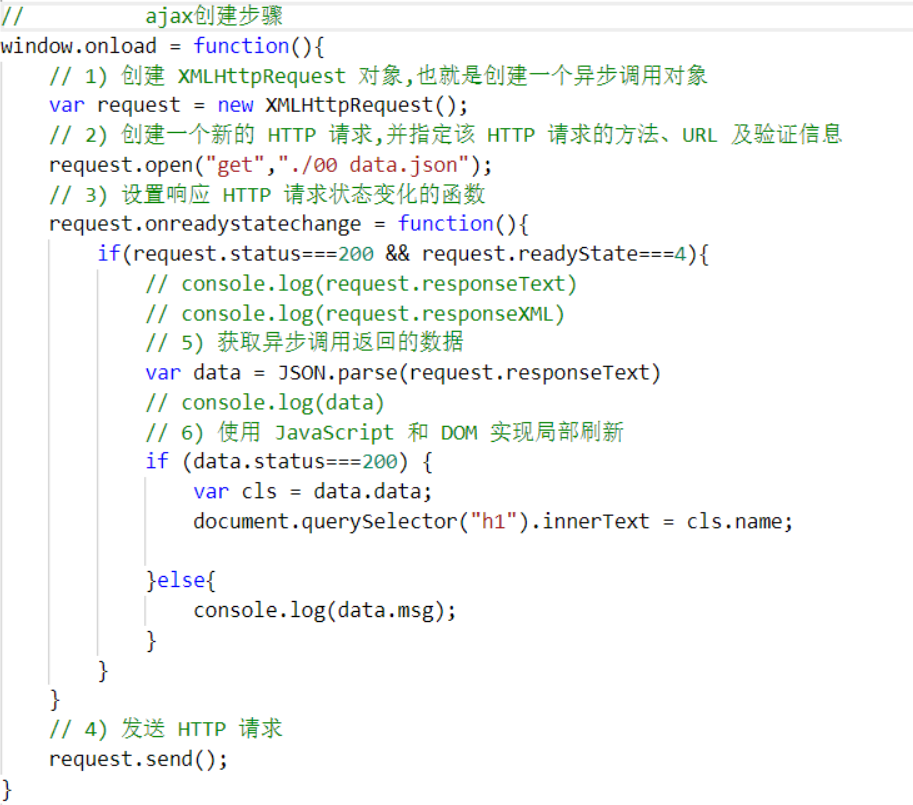 //          ajax创建步骤
window.onload = function(){
    // 1) 创建 XMLHttpRequest 对象,也就是创建一个异步调用对象
    var request = new XMLHttpRequest();
    // 2) 创建一个新的 HTTP 请求,并指定该 HTTP 请求的方法、URL 及验证信息
    request.open("get","./00 data.json");
    // 3) 设置响应 HTTP 请求状态变化的函数
    request.onreadystatechange = function(){
        if(request.status===200 && request.readyState===4){
            // console.log(request.responseText)
            // console.log(request.responseXML)
            // 5) 获取异步调用返回的数据
            var data = JSON.parse(request.responseText)
            // console.log(data)
            // 6) 使用 JavaScript 和 DOM 实现局部刷新
            if (data.status===200) {
                var cls = data.data;
                document.querySelector("h1").innerText = cls.name;
            }else{
                console.log(data.msg);
            }
        }
    }
    // 4) 发送 HTTP 请求
    request.send();
}